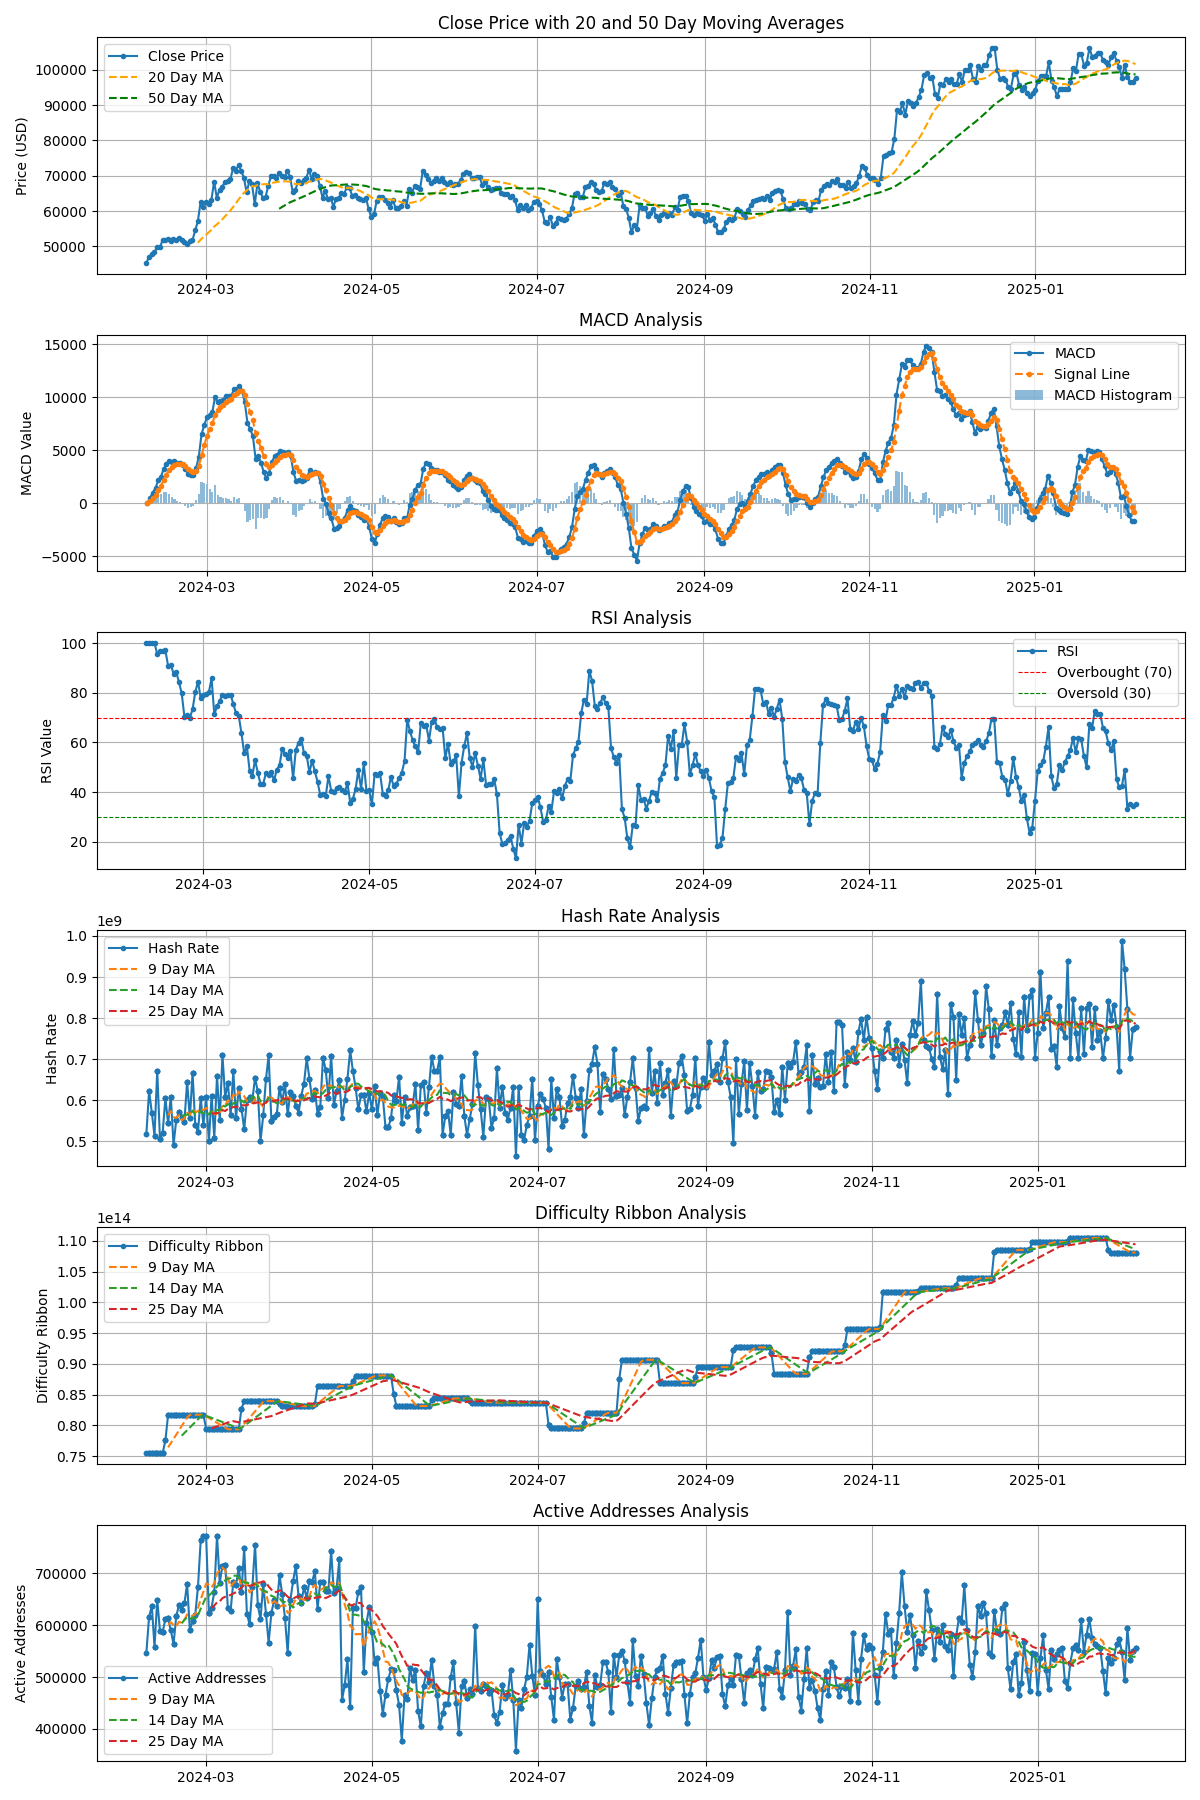 Close Price with 20 and 50 Day Moving Averages
Close Price
20 Day MA
50 Day MA
Price (USD)
100000
90000
80000
70000
60000
50000
2024-03 2024-05 2024-07 2024-09 2024-11 2025-01
MACD Analysis
MACD
Signal Line
MACD Histogram
MACD Value
15000
10000
5000
0
−5000
2024-03 2024-05 2024-07 2024-09 2024-11 2025-01
RSI Analysis
RSI
Overbought (70)
Oversold (30)
RSI Value
100
80
60
40
20
2024-03 2024-05 2024-07 2024-09 2024-11 2025-01
Hash Rate Analysis
1e9
Hash Rate
9 Day MA
14 Day MA
25 Day MA
Hash Rate
1.0
0.9
0.8
0.7
0.6
0.5
2024-03 2024-05 2024-07 2024-09 2024-11 2025-01
Difficulty Ribbon Analysis
1e14
Difficulty Ribbon
9 Day MA
14 Day MA
25 Day MA
Difficulty Ribbon
1.10
1.05
1.00
0.95
0.90
0.85
0.80
0.75
2024-03 2024-05 2024-07 2024-09 2024-11 2025-01
Active Addresses Analysis
Active Addresses
9 Day MA
14 Day MA
25 Day MA
Active Addresses
700000
600000
500000
400000
2024-03 2024-05 2024-07 2024-09 2024-11 2025-01